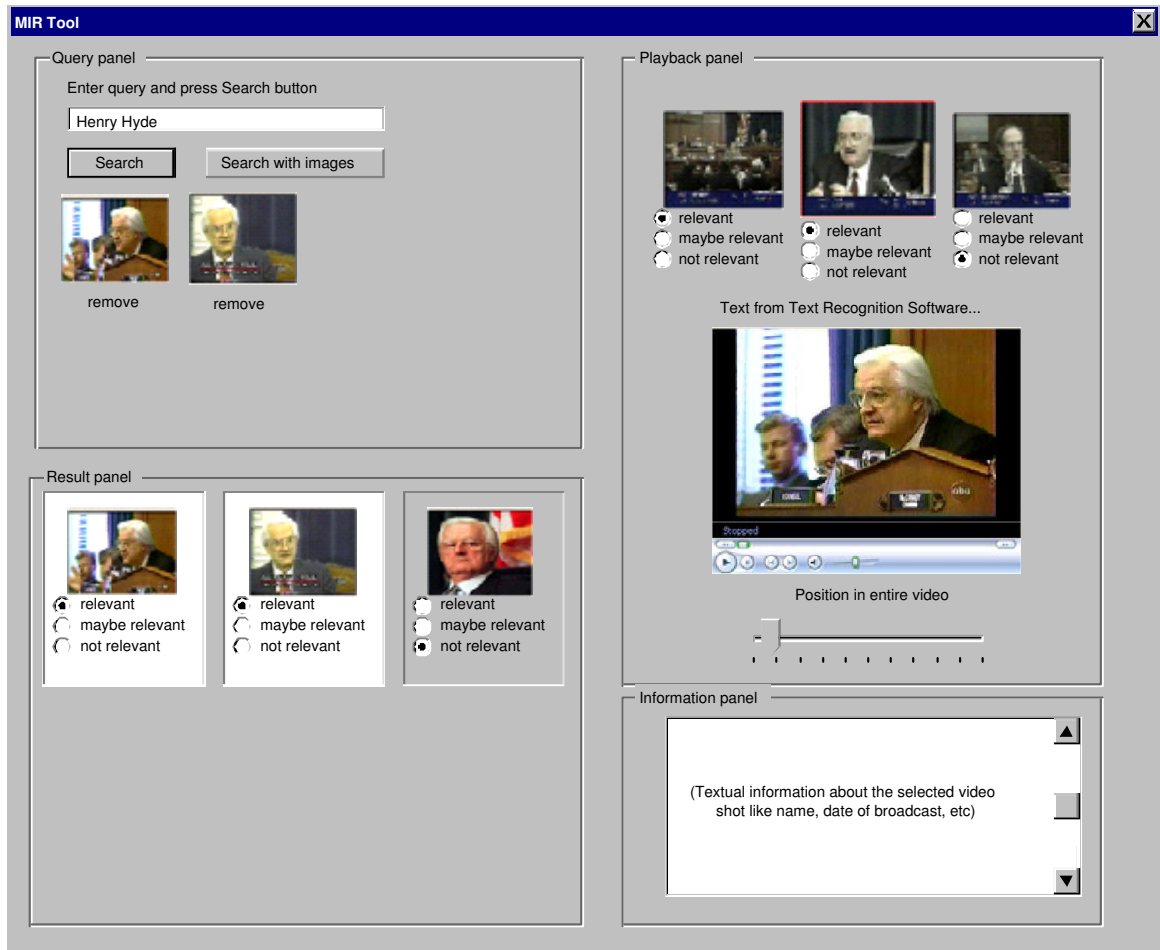 MIR Tool
Query panel
Enter query and press Search button
Henry Hyde
Search
Search with images
remove
remove
Result panel
relevant
maybe relevant
not relevant
relevant
maybe relevant
not relevant
relevant
maybe relevant
not relevant
Playback panel
relevant
maybe relevant
not relevant
relevant
maybe relevant
not relevant
relevant
maybe relevant
not relevant
Text from Text Recognition Software...
abc
Stopped
Position in entire video
Information panel
(Textual information about the selected video
shot like name, date of broadcast, etc)